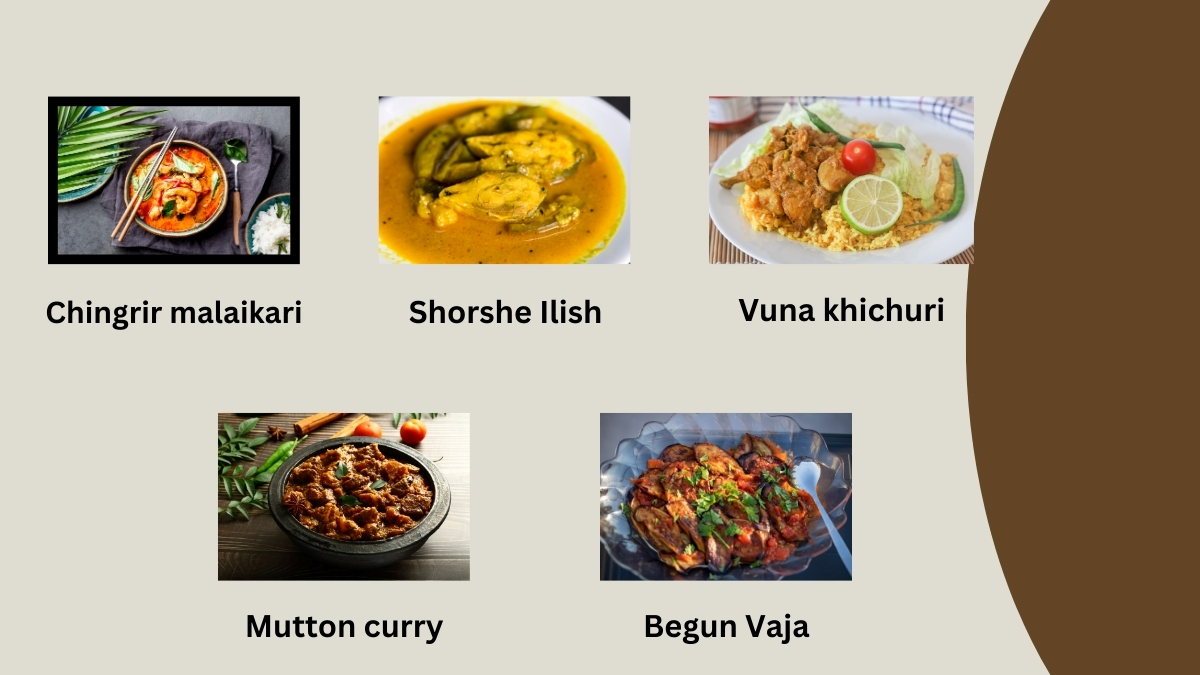 Chingrir malaikari
Shorshe Ilish
Vuna khichuri
Mutton curry
Begun Vaja